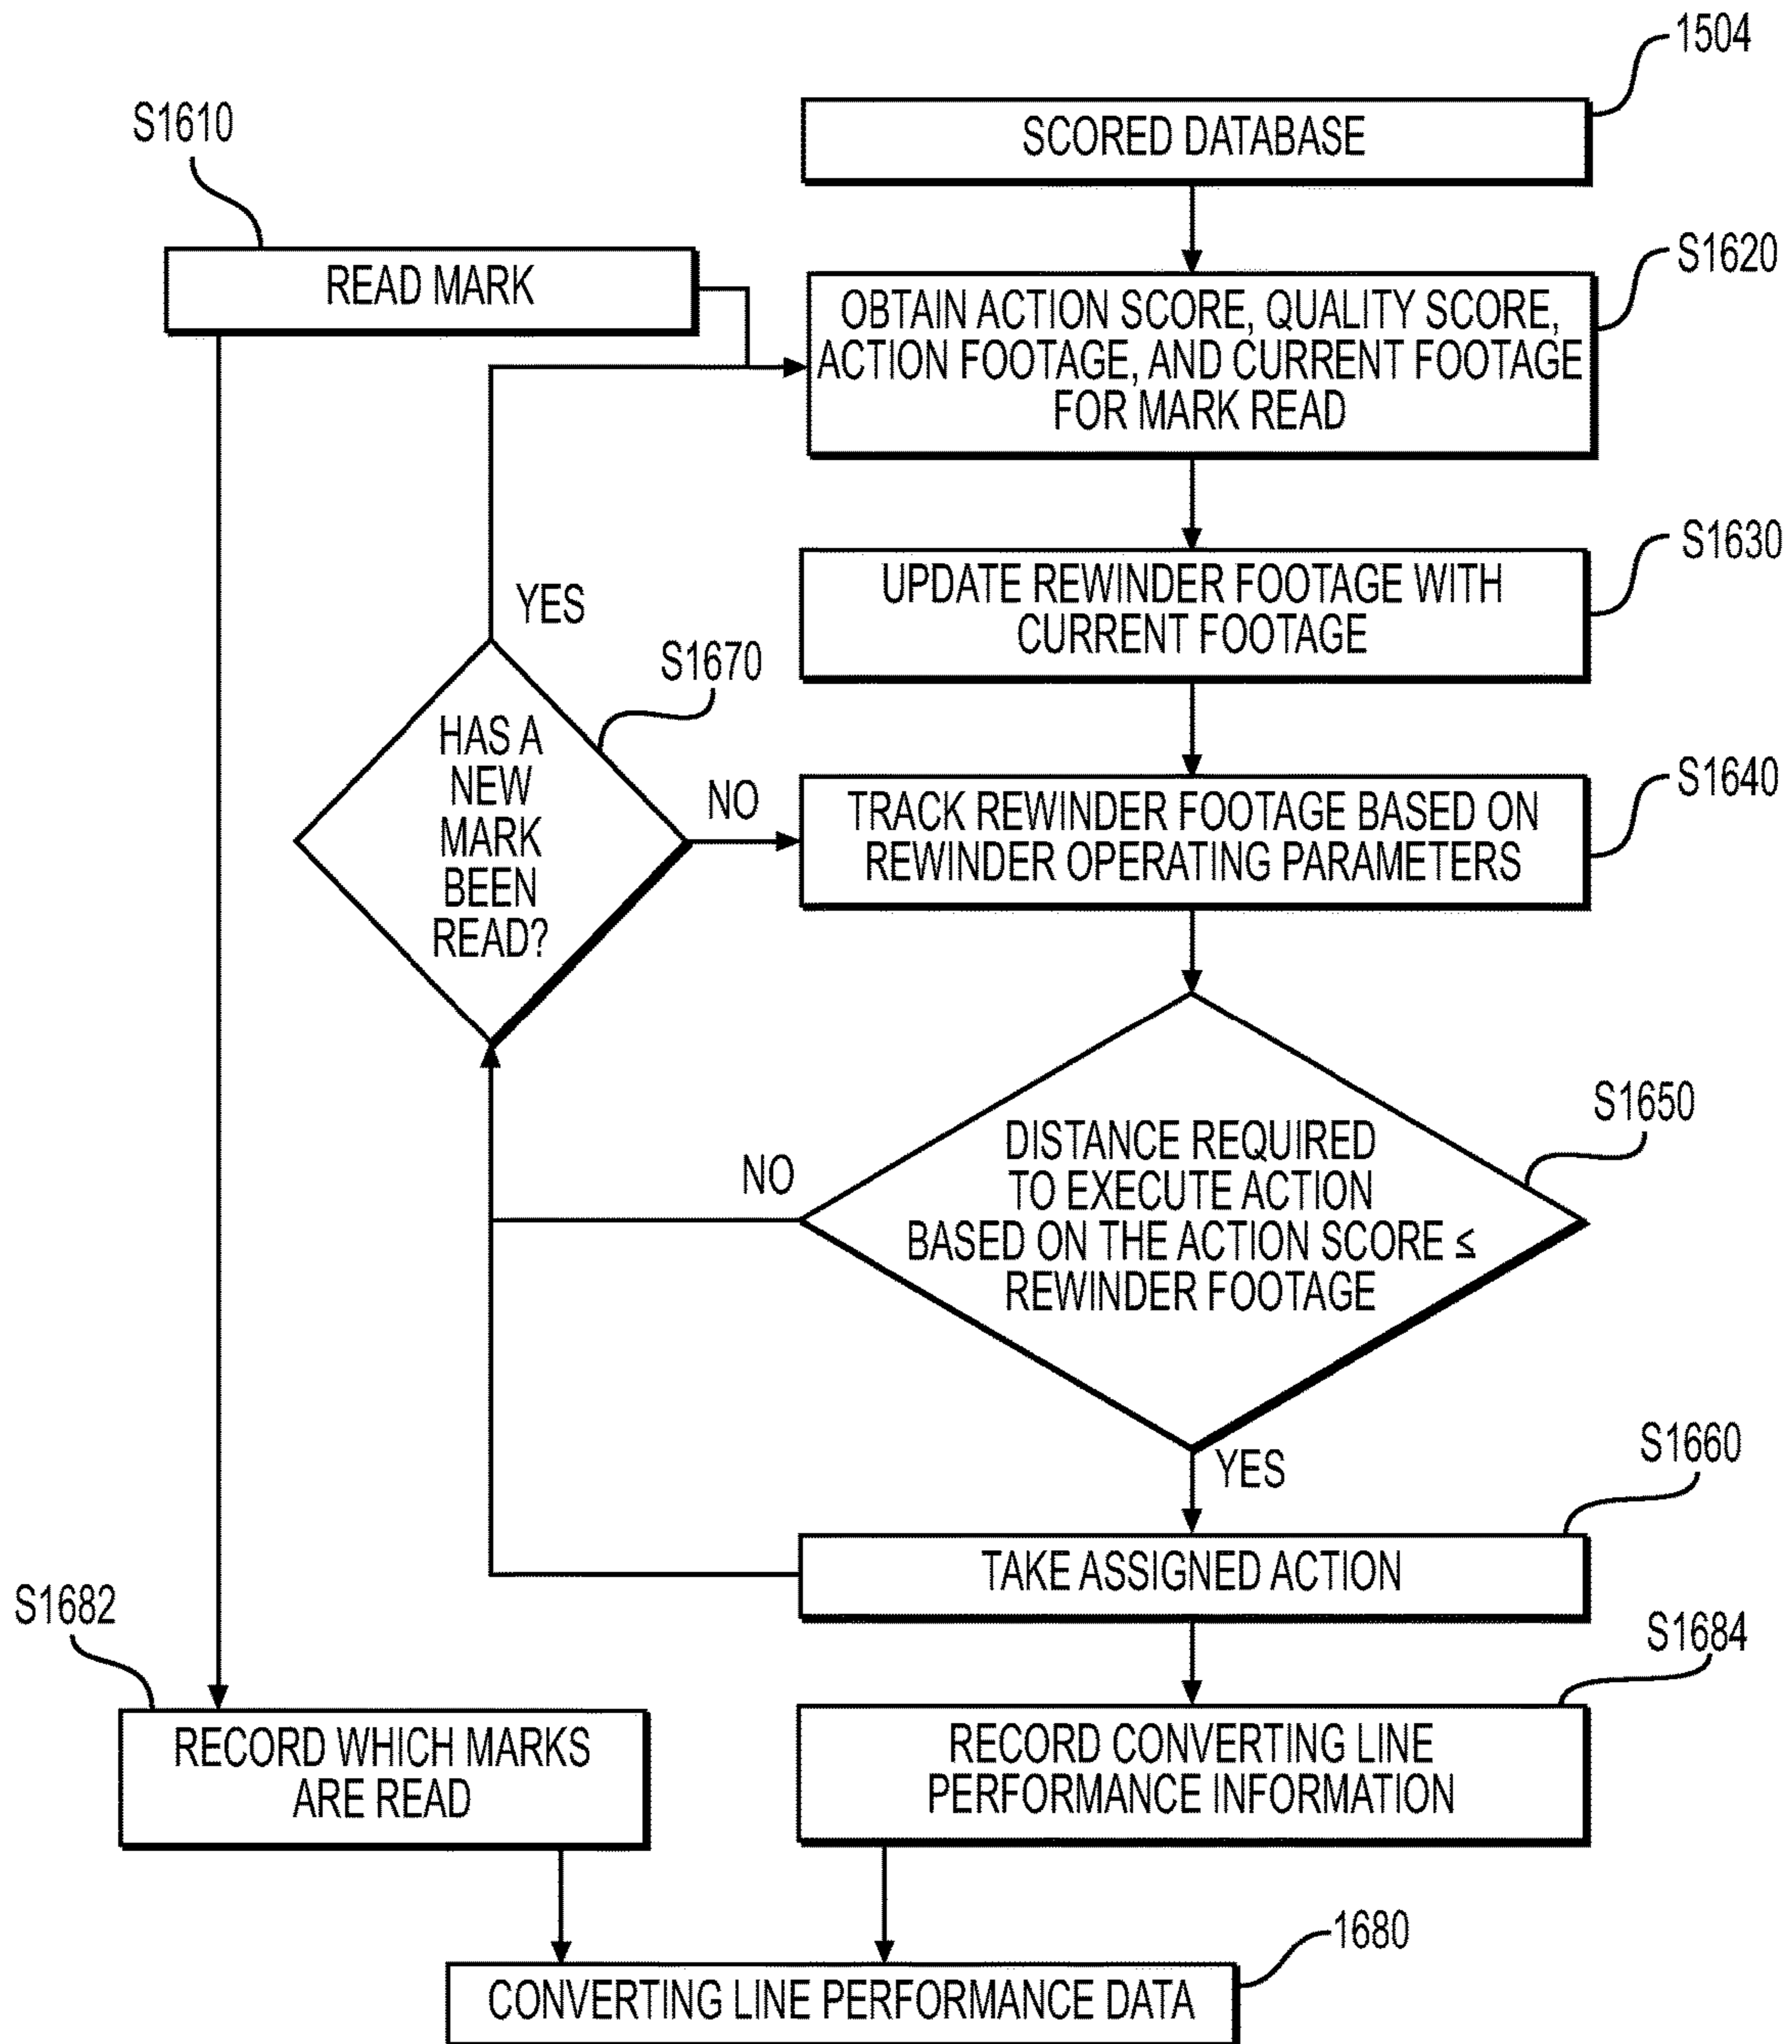 1504
SCORED DATABASE
S1610
READ MARK
S1620
OBTAIN ACTION SCORE, QUALITY SCORE,
ACTION FOOTAGE, AND CURRENT FOOTAGE
FOR MARK READ
S1630
UPDATE REWINDER FOOTAGE WITH
CURRENT FOOTAGE
YES
S1670
HAS A
NEW
MARK
BEEN
READ?
NO
S1640
TRACK REWINDER FOOTAGE BASED ON
REWINDER OPERATING PARAMETERS
S1650
DISTANCE REQUIRED
TO EXECUTE ACTION
BASED ON THE ACTION SCORE ≤
REWINDER FOOTAGE
NO
YES
S1660
TAKE ASSIGNED ACTION
S1682
RECORD WHICH MARKS
ARE READ
S1684
RECORD CONVERTING LINE
PERFORMANCE INFORMATION
1680
CONVERTING LINE PERFORMANCE DATA